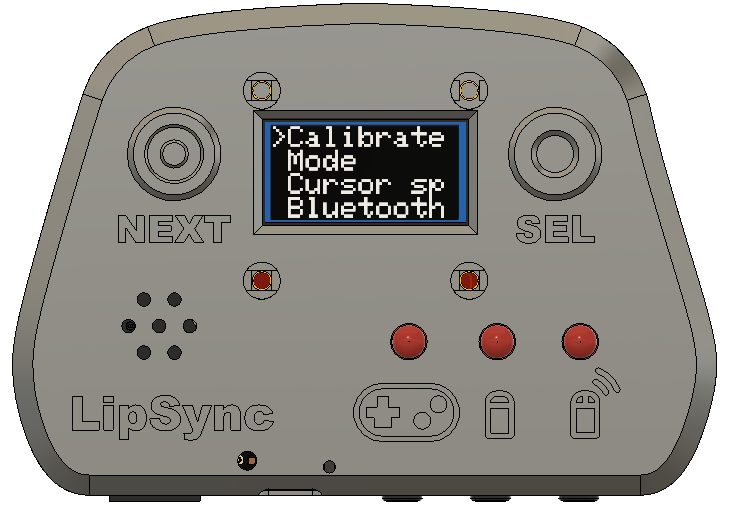 >Calibrate
Mode
Cursor sp
Bluetooth
NEXT
SEL
LipSync